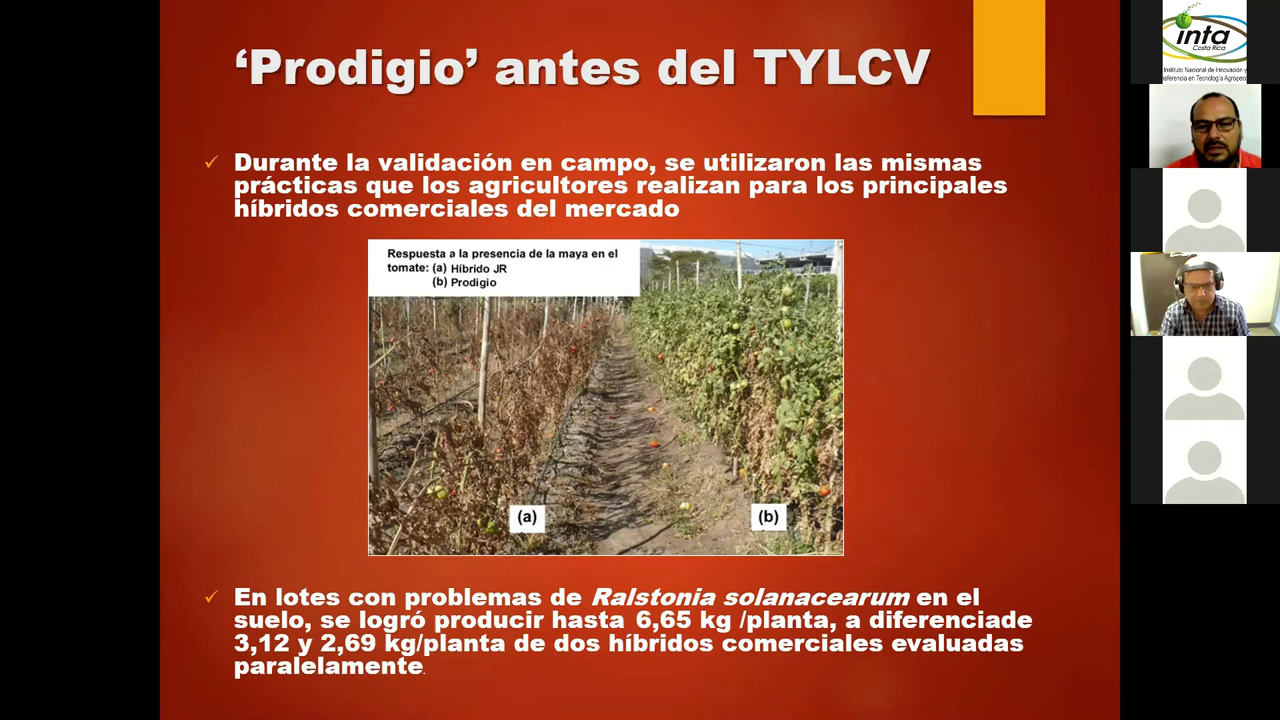 ‘Prodigio’ antes del TYLCV
Durante la validación en campo, se utilizaron las mismas
prácticas que los agricultores realizan para los principales
híbridos comerciales del mercado
Respuesta a la presencia de la maya en el
tomate: (a) Híbrido JR
(b) Prodigio
(a)
(b)
En lotes con problemas de Ralstonia solanacearum en el
suelo, se logró producir hasta 6,65 kg /planta, a diferenciade
3,12 y 2,69 kg/planta de dos híbridos comerciales evaluadas
paralelamente.
inta
Costa Rica
Instituto Nacional de Innovación y
nsferencia en Tecnología Agropec